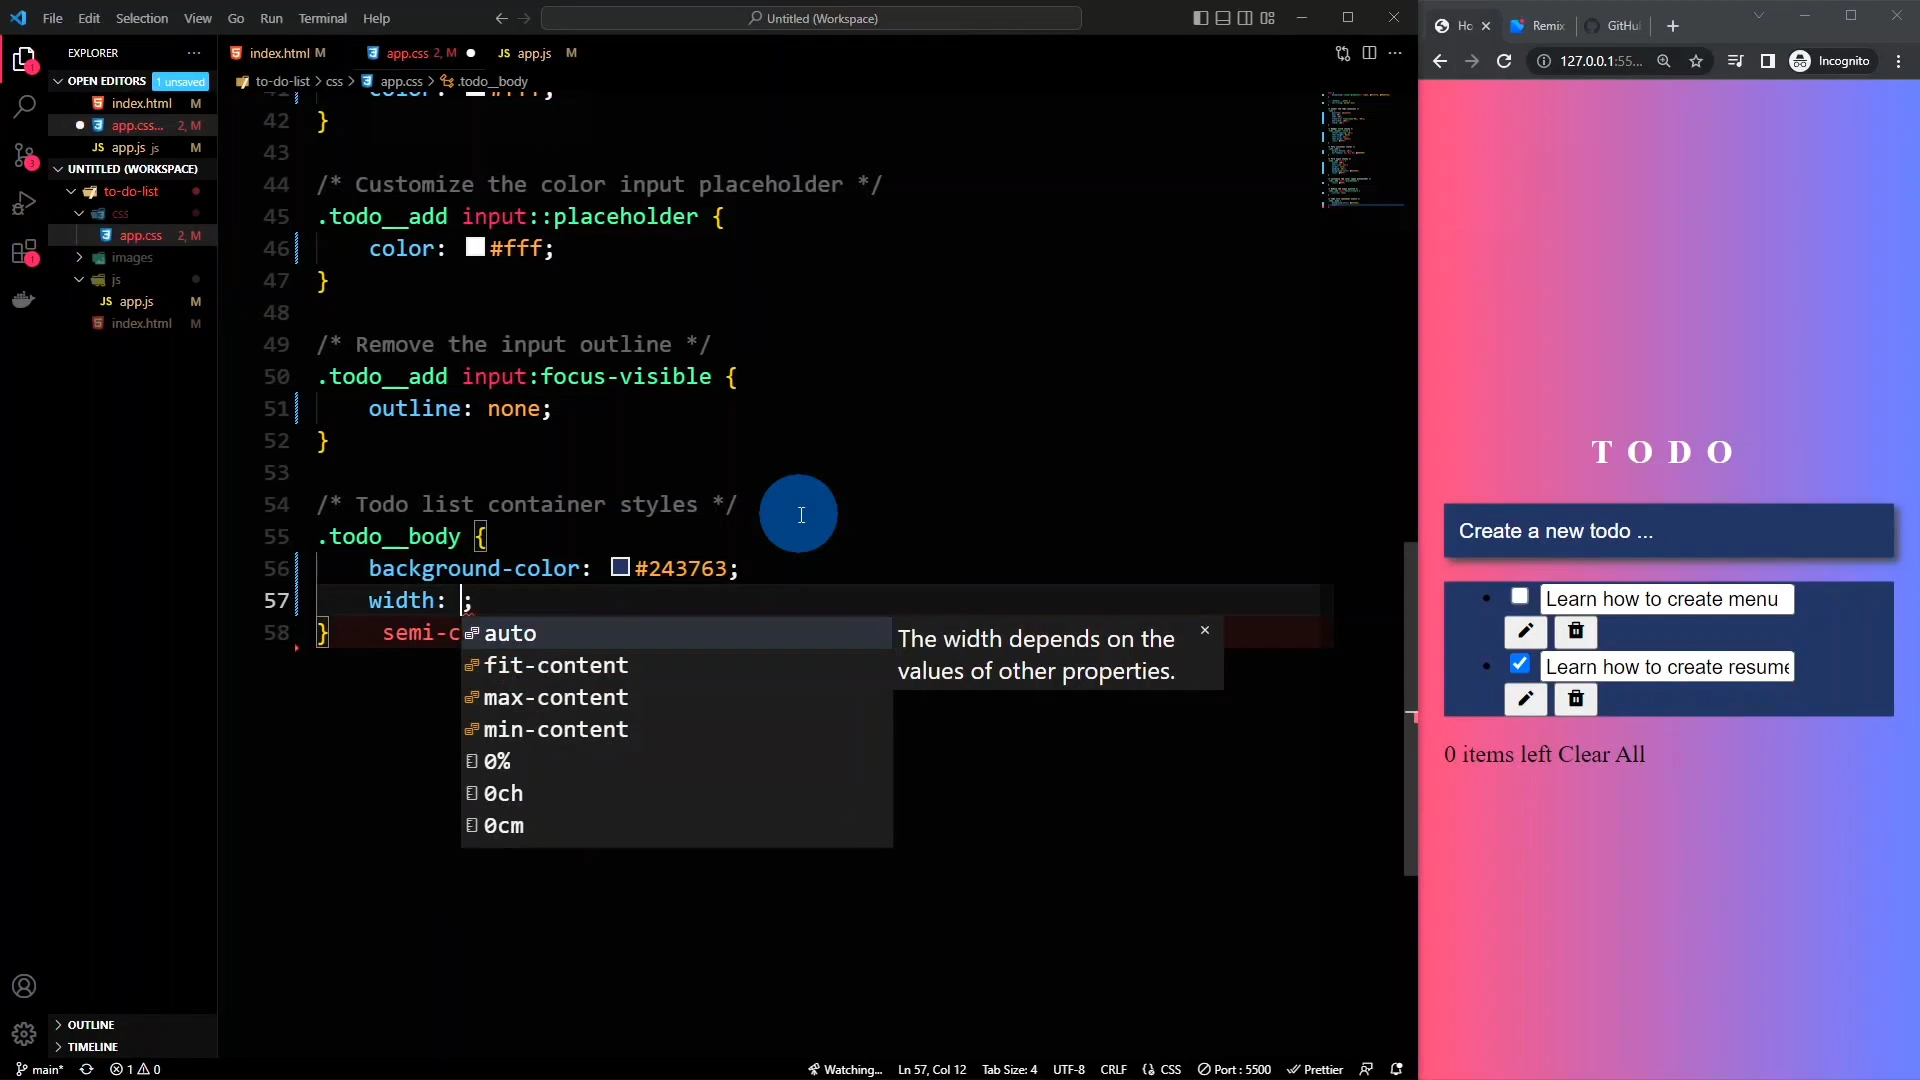 File Edit Selection View Go Run Terminal Help
Untitled (Workspace)
EXPLORER
OPEN EDITORS 1 unsaved
index.html M
app.css... 2, M
app.js js M
UNTITLED (WORKSPACE)
to-do-list
css
app.css 2, M
images
js
JS app.js M
index.html M
OUTLINE
TIMELINE
index.html M
app.css 2, M
JS app.js M
to-do-list > css > app.css > .todo__body
42 }
43
44 /* Customize the color input placeholder */
45 .todo__add input::placeholder {
46 color: #fff;
47 }
48
49 /* Remove the input outline */
50 .todo__add input:focus-visible {
51 outline: none;
52 }
53
54 /* Todo list container styles */
55 .todo__body {
56 background-color: #243763;
57 width: ;
58 } semi-c
auto
fit-content
max-content
min-content
0%
0ch
0cm
The width depends on the
values of other properties.
main* 1 0
Watching... Ln 57, Col 12 Tab Size: 4 UTF-8 CRLF {} CSS Port : 5500 Prettier
Ho Remix GitHu
127.0.0.1:55... Incognito
TODO
Create a new todo ...
Learn how to create menu
Learn how to create resume
0 items left Clear All